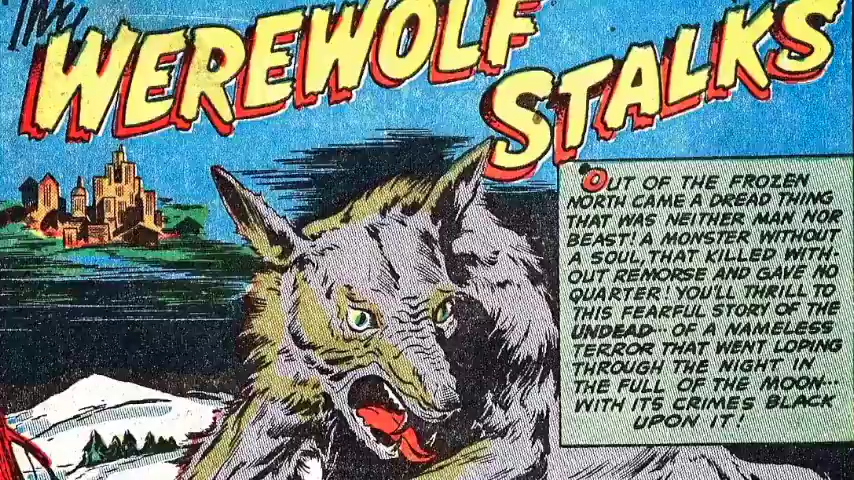 The
WEREWOLF
STALKS
OUT OF THE FROZEN
NORTH CAME A DREAD THING
THAT WAS NEITHER MAN NOR
BEAST! A MONSTER WITHOUT
A SOUL, THAT KILLED WITH-
OUT REMORSE AND GAVE NO
QUARTER! YOU'LL THRILL TO
THIS FEARFUL STORY OF THE
UNDEAD-- OF A NAMELESS
TERROR THAT WENT LOPING
THROUGH THE NIGHT IN
THE FULL OF THE MOON--
WITH ITS CRIMES BLACK
UPON IT!